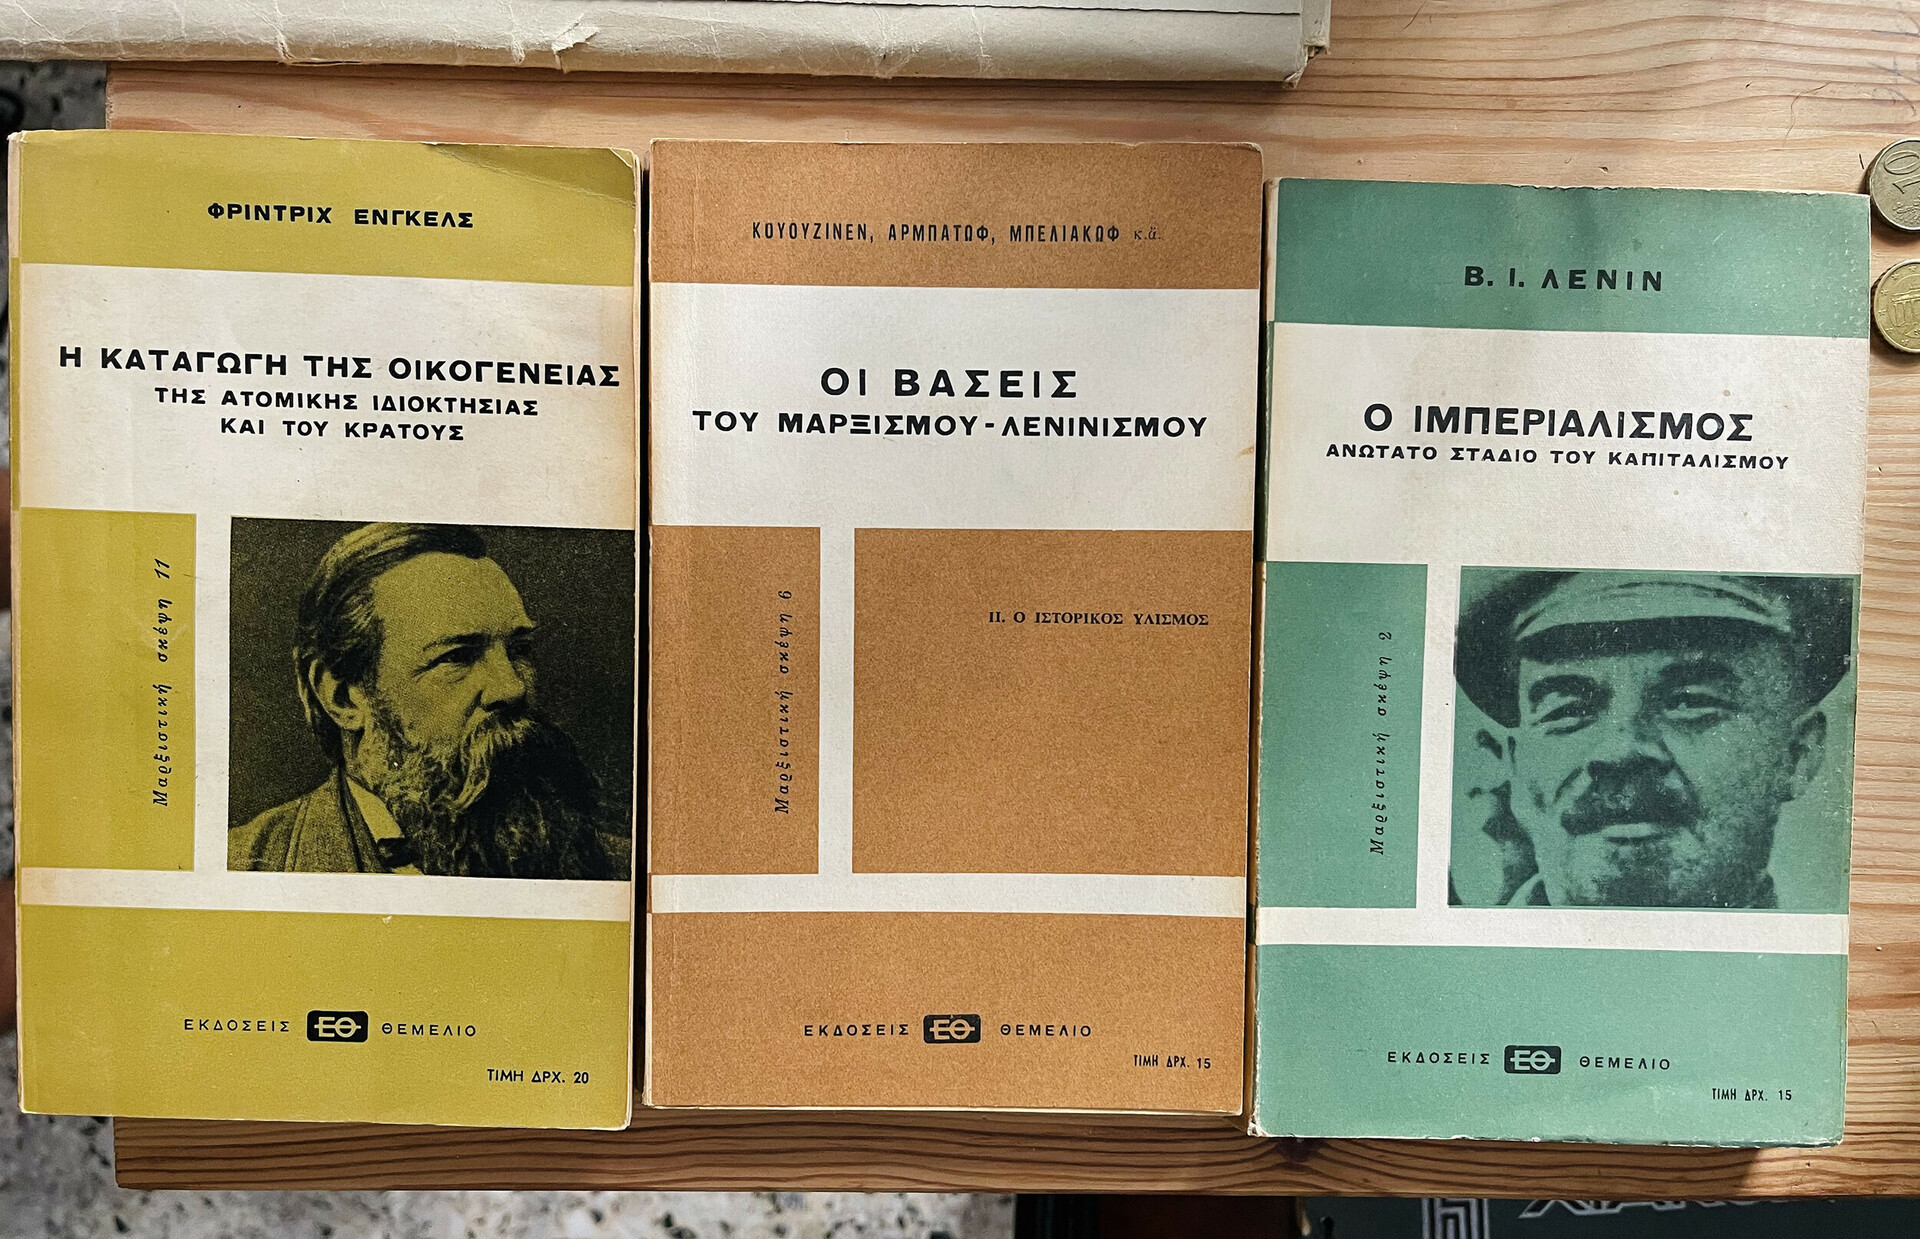 ΦΡΙΝΤΡΙΧ ΕΝΓΚΕΛΣ
Η ΚΑΤΑΓΩΓΗ ΤΗΣ ΟΙΚΟΓΕΝΕΙΑΣ
ΤΗΣ ΑΤΟΜΙΚΗΣ ΙΔΙΟΚΤΗΣΙΑΣ
ΚΑΙ ΤΟΥ ΚΡΑΤΟΥΣ
Μαρξιστική σκέψη 11
ΕΚΔΟΣΕΙΣ ΕΘ ΘΕΜΕΛΙΟ
ΤΙΜΗ ΔΡΧ. 20
ΚΟΥΟΥΖΙΝΕΝ, ΑΡΜΠΑΤΩΦ, ΜΠΕΛΙΑΚΩΦ κ.ἄ.
ΟΙ ΒΑΣΕΙΣ
ΤΟΥ ΜΑΡΞΙΣΜΟΥ-ΛΕΝΙΝΙΣΜΟΥ
Μαρξιστική σκέψη 6
ΙΙ. Ο ΙΣΤΟΡΙΚΟΣ ΥΛΙΣΜΟΣ
ΕΚΔΟΣΕΙΣ ΕΘ ΘΕΜΕΛΙΟ
ΤΙΜΗ ΔΡΧ. 15
Β. Ι. ΛΕΝΙΝ
Ο ΙΜΠΕΡΙΑΛΙΣΜΟΣ
ΑΝΩΤΑΤΟ ΣΤΑΔΙΟ ΤΟΥ ΚΑΠΙΤΑΛΙΣΜΟΥ
Μαρξιστική σκέψη 2
ΕΚΔΟΣΕΙΣ ΕΘ ΘΕΜΕΛΙΟ
ΤΙΜΗ ΔΡΧ. 15
10